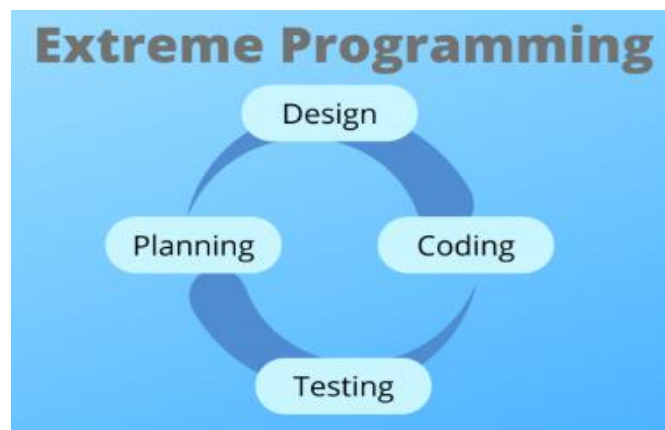 Extreme Programming
Design
Planning
Coding
Testing